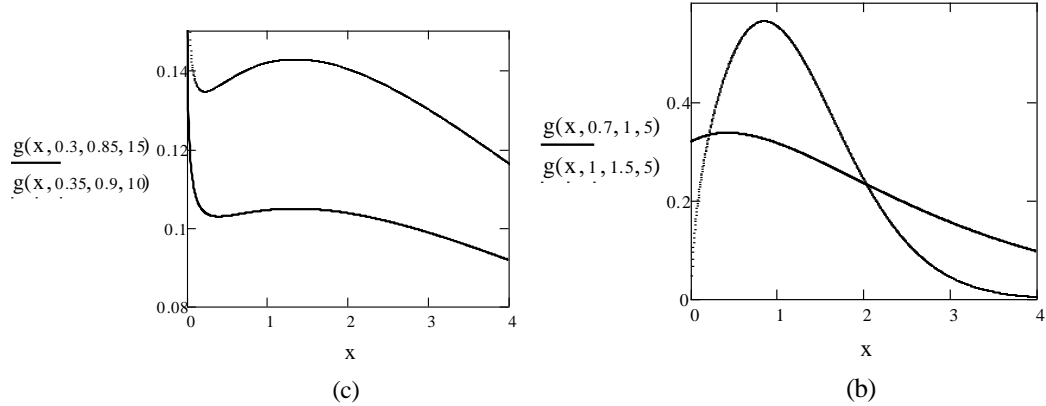 0.14
0.12
0.1
0.08
0 1 2 3 4
x
g(x, 0.3, 0.85, 15)
g(x, 0.35, 0.9, 10)
(c)
0.4
0.2
0
0 1 2 3 4
x
g(x, 0.7, 1, 5)
g(x, 1, 1.5, 5)
(b)